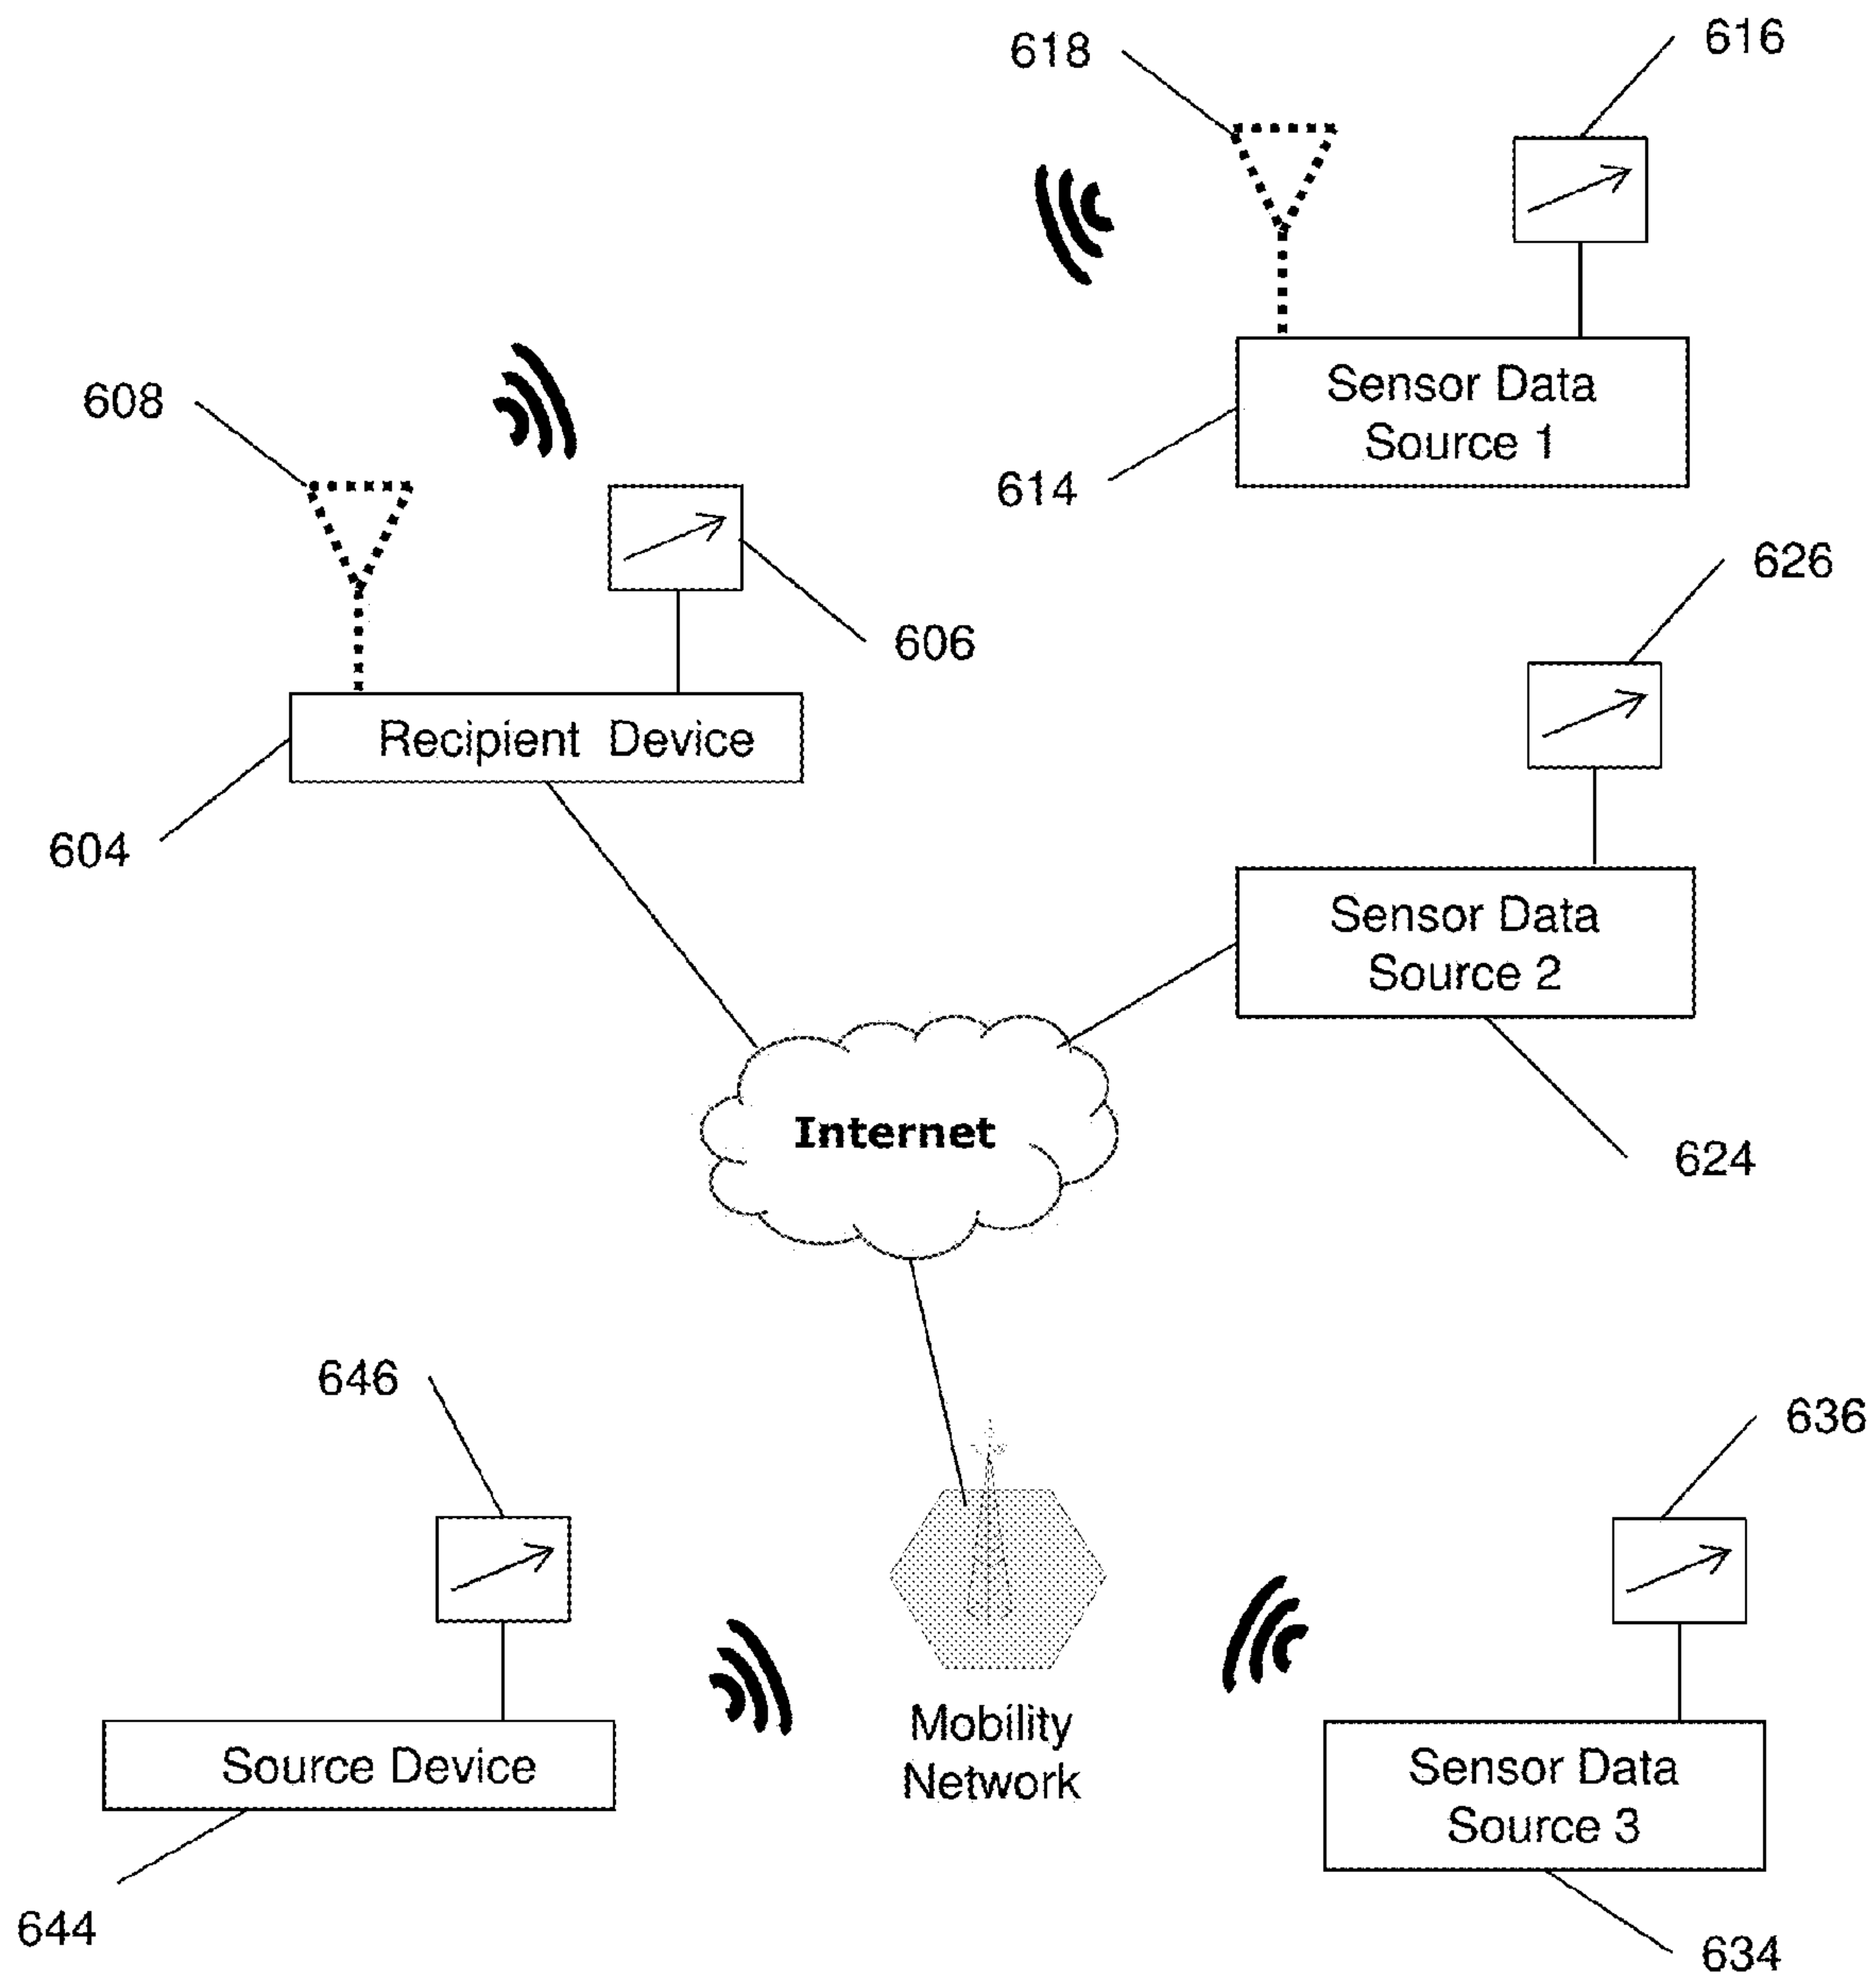 616
618
608
Sensor Data
Source 1
614
626
606
Recipient Device
604
Sensor Data
Source 2
Internet
624
646
636
Mobility
Network
Source Device
Sensor Data
Source 3
644
634